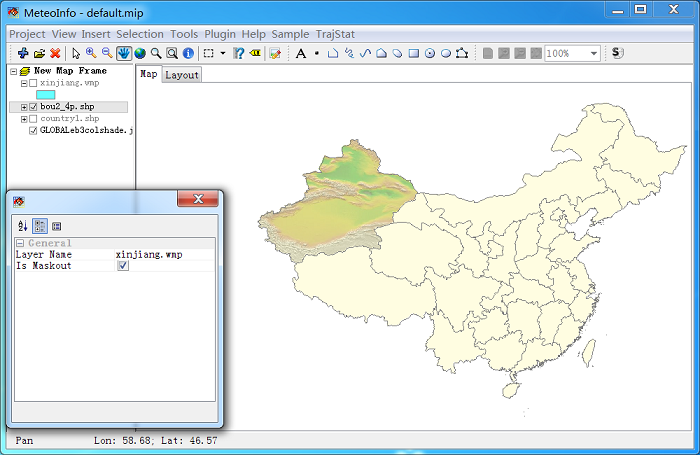 MeteoInfo - default.mip
Project View Insert Selection Tools Plugin Help Sample TrajStat
A 100% S
New Map Frame
xinjiang.wmp
bou2_4p.shp
country1.shp
GLOBALeb3colshade.j
Map Layout
General
Layer Name xinjiang.wmp
Is Maskout
Pan Lon: 58.68; Lat: 46.57